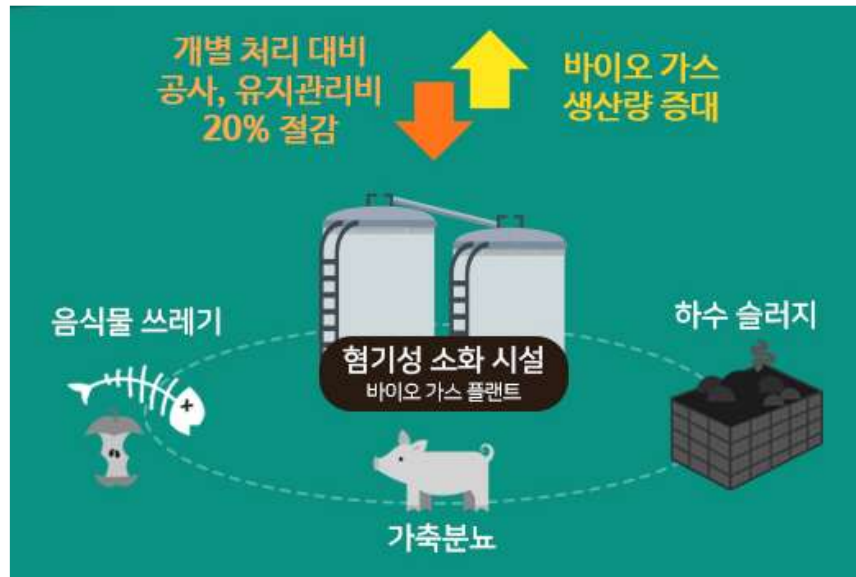 개별 처리 대비
공사, 유지관리비
20% 절감
바이오 가스
생산량 증대
음식물 쓰레기
하수 슬러지
혐기성 소화 시설
바이오 가스 플랜트
가축분뇨